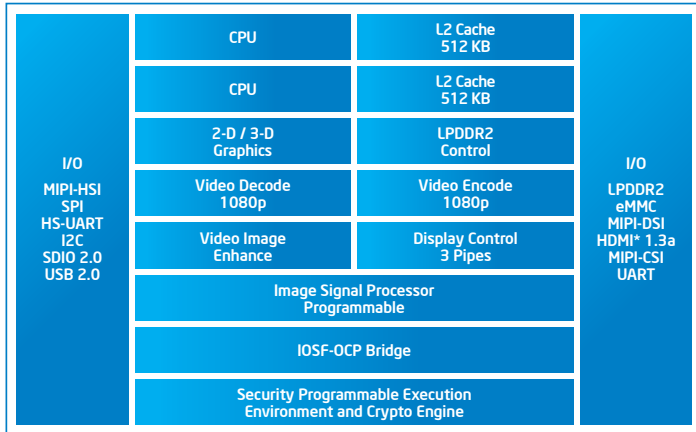 I/O
MIPI-HSI
SPI
HS-UART
I2C
SDIO 2.0
USB 2.0
CPU
L2 Cache
512 KB
CPU
L2 Cache
512 KB
2-D / 3-D
Graphics
LPDDR2
Control
Video Decode
1080p
Video Encode
1080p
Video Image
Enhance
Display Control
3 Pipes
Image Signal Processor
Programmable
IOSF-OCP Bridge
Security Programmable Execution
Environment and Crypto Engine
I/O
LPDDR2
eMMC
MIPI-DSI
HDMI* 1.3a
MIPI-CSI
UART